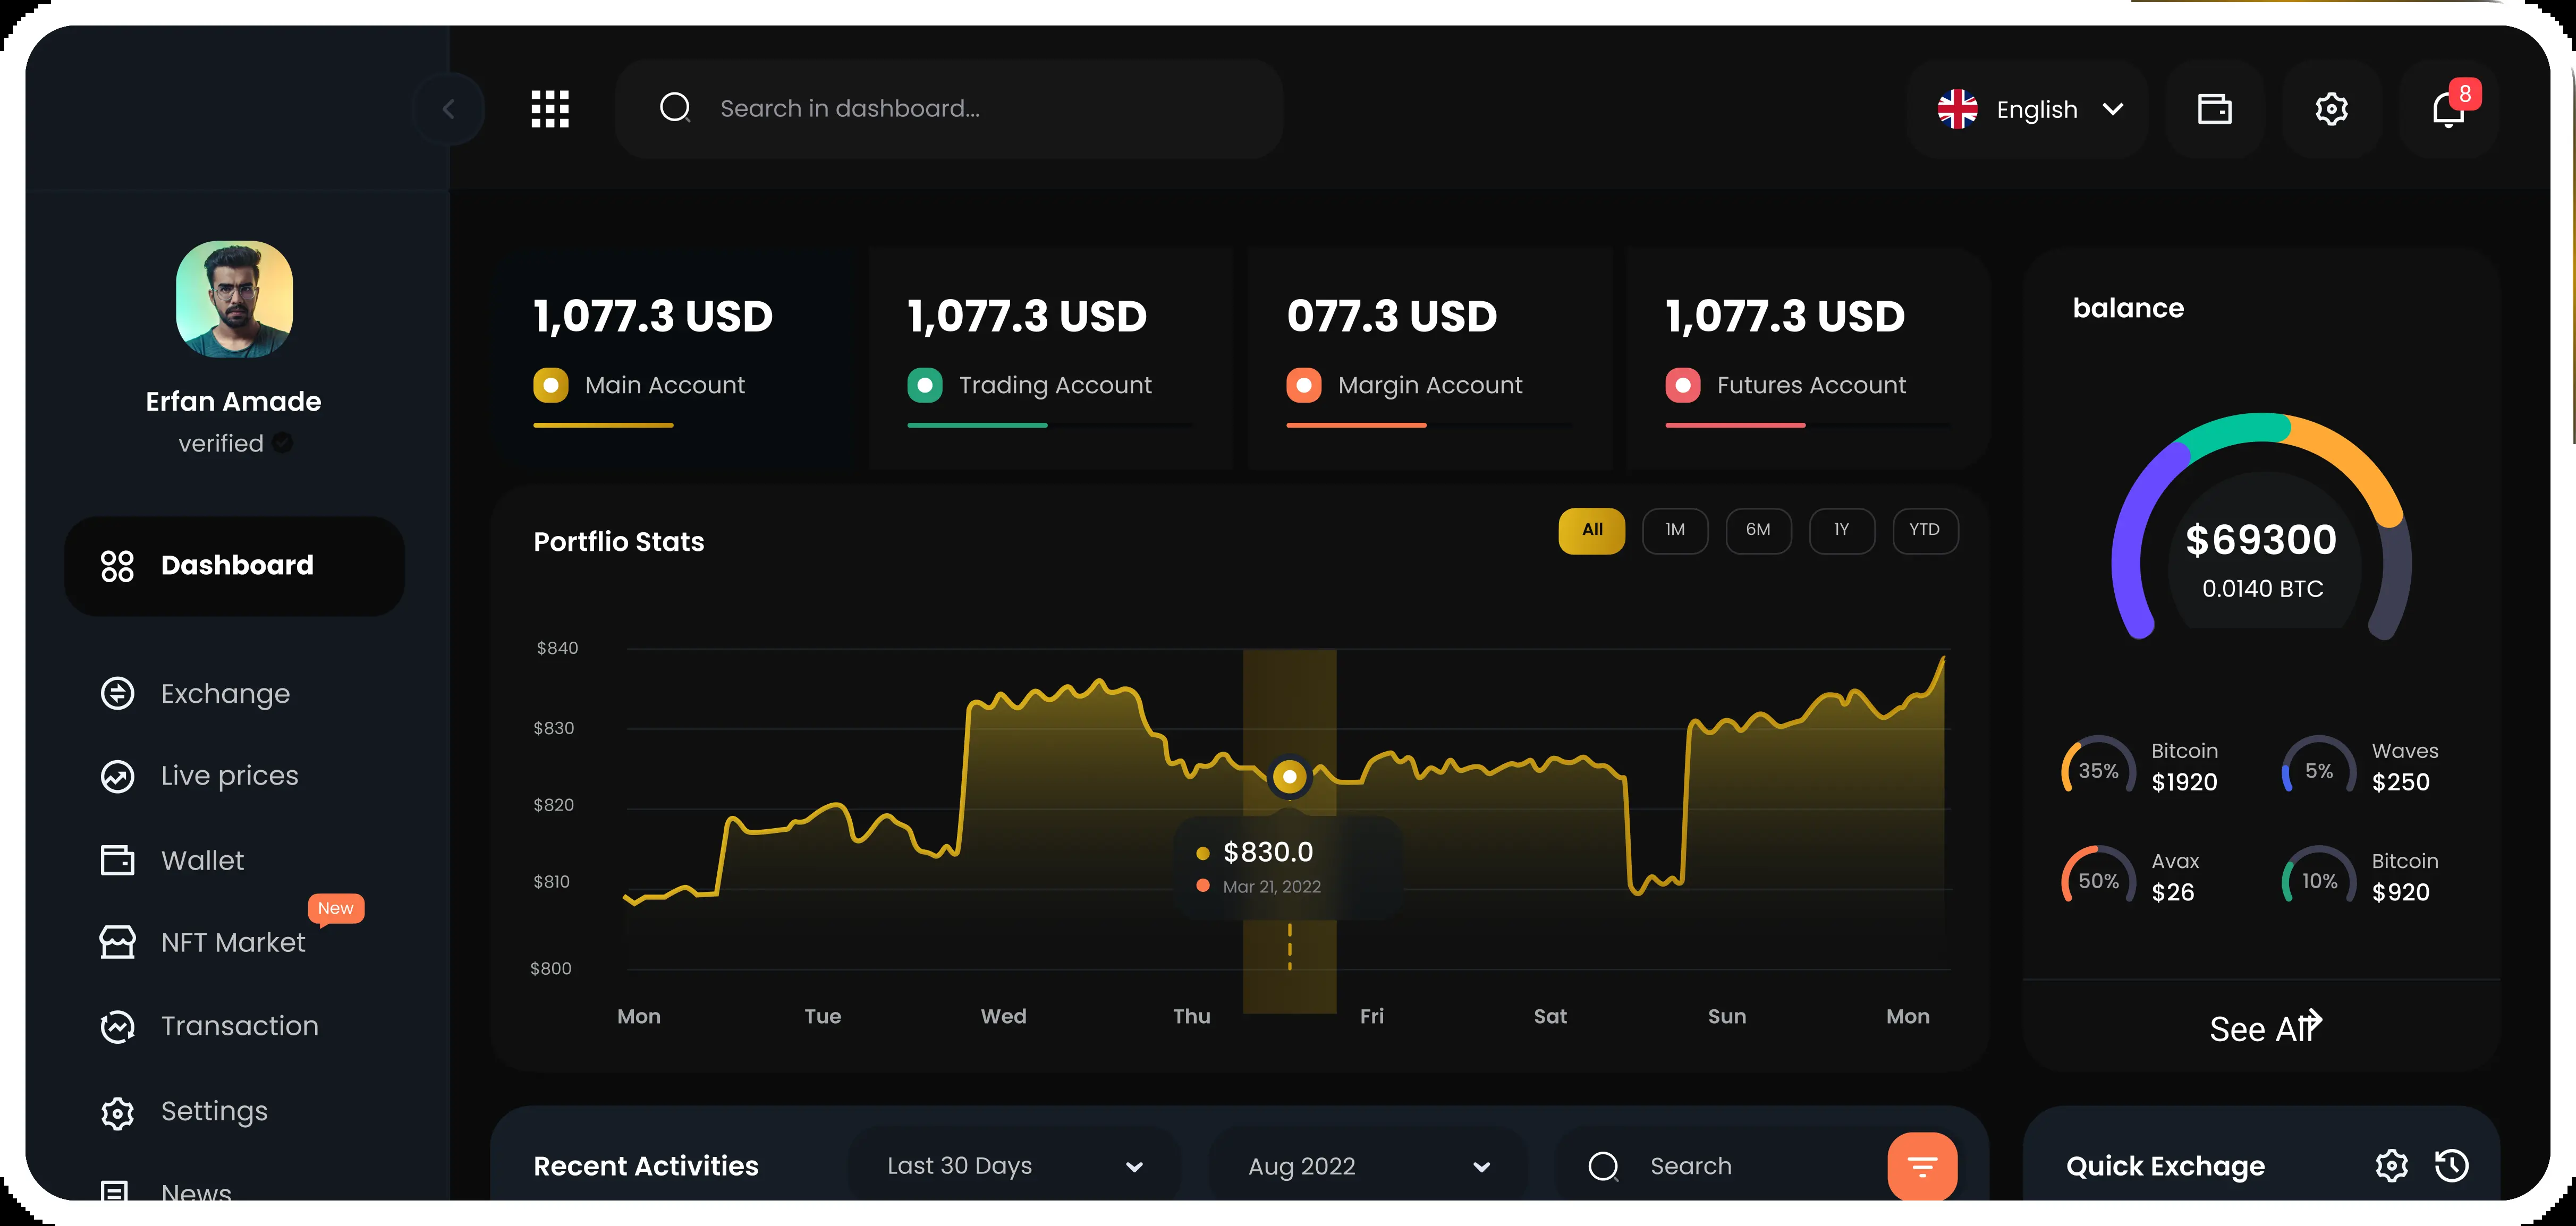 Search in dashboard...
English
8
Erfan Amade
verified
Dashboard
Exchange
Live prices
Wallet
New
NFT Market
Transaction
Settings
News
1,077.3 USD
Main Account
1,077.3 USD
Trading Account
077.3 USD
Margin Account
1,077.3 USD
Futures Account
Portflio Stats
All
1M
6M
1Y
YTD
$840
$830
$820
$810
$800
$830.0
Mar 21, 2022
Mon
Tue
Wed
Thu
Fri
Sat
Sun
Mon
balance
$69300
0.0140 BTC
35%
Bitcoin
$1920
5%
Waves
$250
50%
Avax
$26
10%
Bitcoin
$920
See All
Recent Activities
Last 30 Days
Aug 2022
Search
Quick Exchage